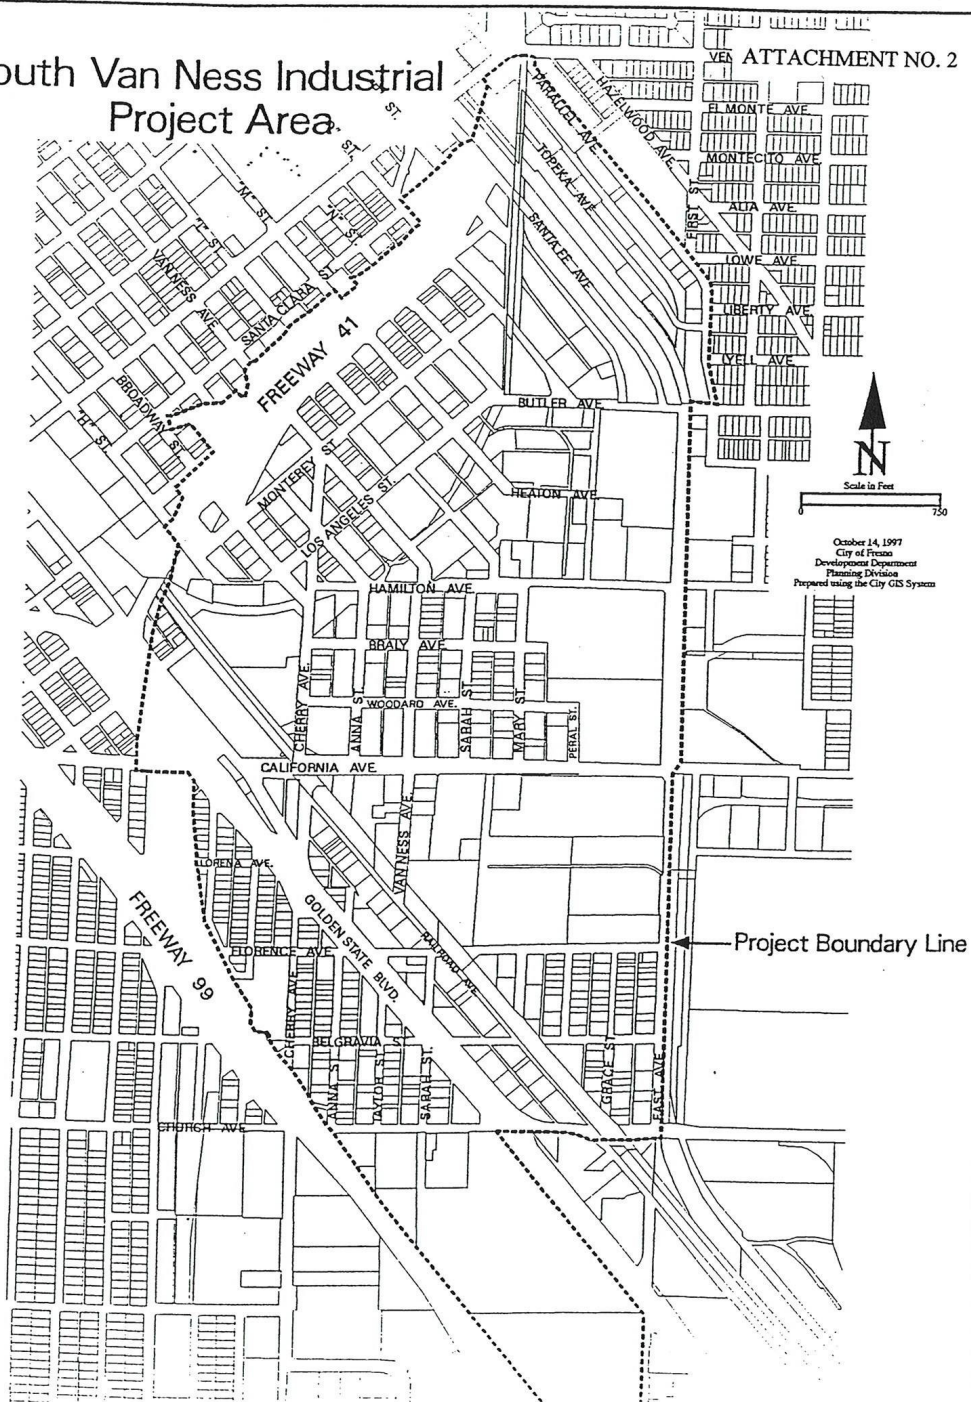 outh Van Ness Industrial
Project Area
ATTACHMENT NO. 2
VEN
ST.
ST.
"M" ST.
"N" ST.
"T" ST.
VAN NESS AVE
SANTA CLARA ST.
BROADWAY ST.
"H" ST.
FREEWAY 41
PARALLEL AVE
HAZELWOOD AVE.
TOPEKA AVE
SANTA FE AVE
FIRST ST.
EL MONTE AVE.
MONTECITO AVE.
ALTA AVE.
LOWE AVE.
LIBERTY AVE.
LYELL AVE.
BUTLER AVE.
HEATON AVE.
MONTEREY ST.
LOS ANGELES ST.
N
Scale in Feet
0 750
October 14, 1997
City of Fresno
Development Department
Planning Division
Prepared using the City GIS System
HAMILTON AVE.
BRALY AVE.
WOODARD AVE.
CHERRY AVE.
ANNA ST.
SARAH ST.
MARY ST.
PERAL ST.
CALIFORNIA AVE.
VAN NESS AVE.
LORENA AVE.
FREEWAY 99
GOLDEN STATE BLVD.
RAILROAD AVE.
FLORENCE AVE.
Project Boundary Line
CHERRY AVE.
BELGRAVIA ST.
ANNA ST.
TAYLOR ST.
SARAH ST.
GRACE ST.
EAST AVE
CHURCH AVE.